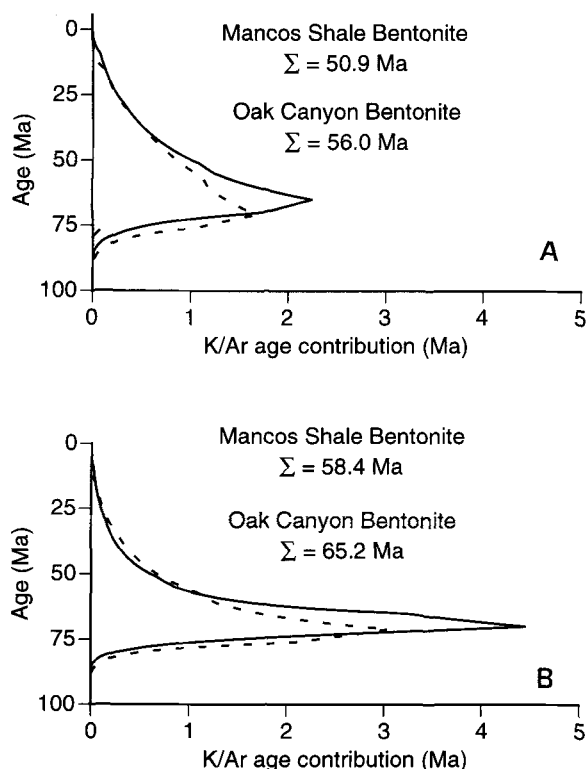 0
25
50
75
100
Age (Ma)
Mancos Shale Bentonite
Σ = 50.9 Ma
Oak Canyon Bentonite
Σ = 56.0 Ma
A
0 1 2 3 4 5
K/Ar age contribution (Ma)
0
25
50
75
100
Age (Ma)
Mancos Shale Bentonite
Σ = 58.4 Ma
Oak Canyon Bentonite
Σ = 65.2 Ma
B
0 1 2 3 4 5
K/Ar age contribution (Ma)